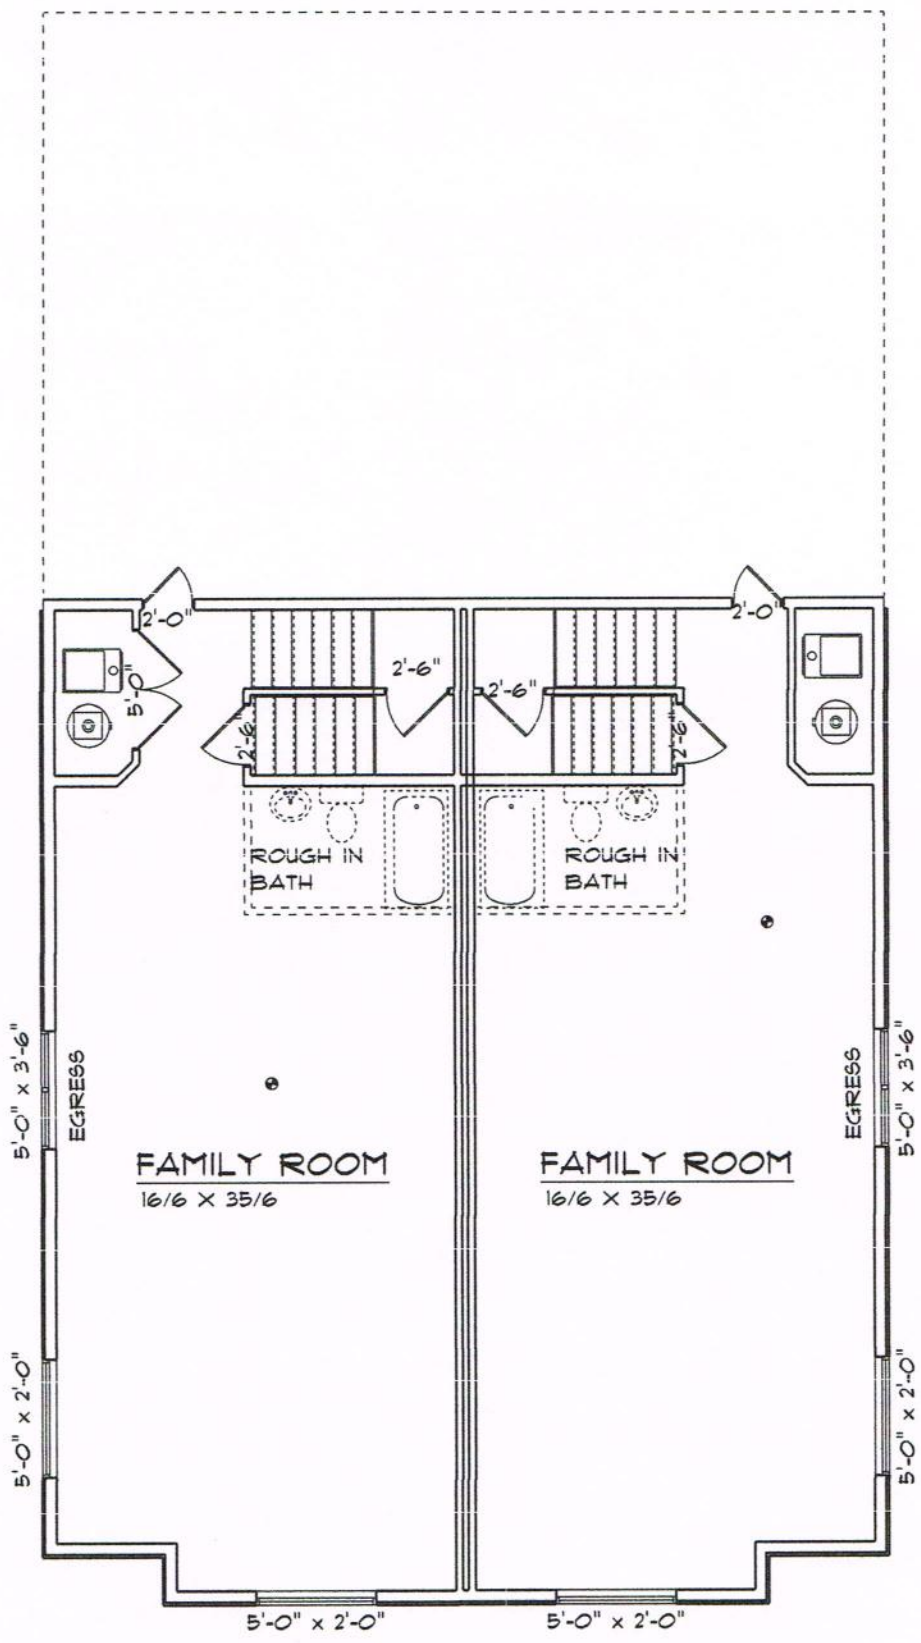 2'-0"
2'-0"
5'-0"
2'-6"
2'-6"
2'-6"
2'-6"
ROUGH IN
BATH
ROUGH IN
BATH
5'-0" x 3'-6"
EGRESS
EGRESS
5'-0" x 3'-6"
FAMILY ROOM
16/6 X 35/6
FAMILY ROOM
16/6 X 35/6
5'-0" x 2'-0"
5'-0" x 2'-0"
5'-0" x 2'-0"
5'-0" x 2'-0"